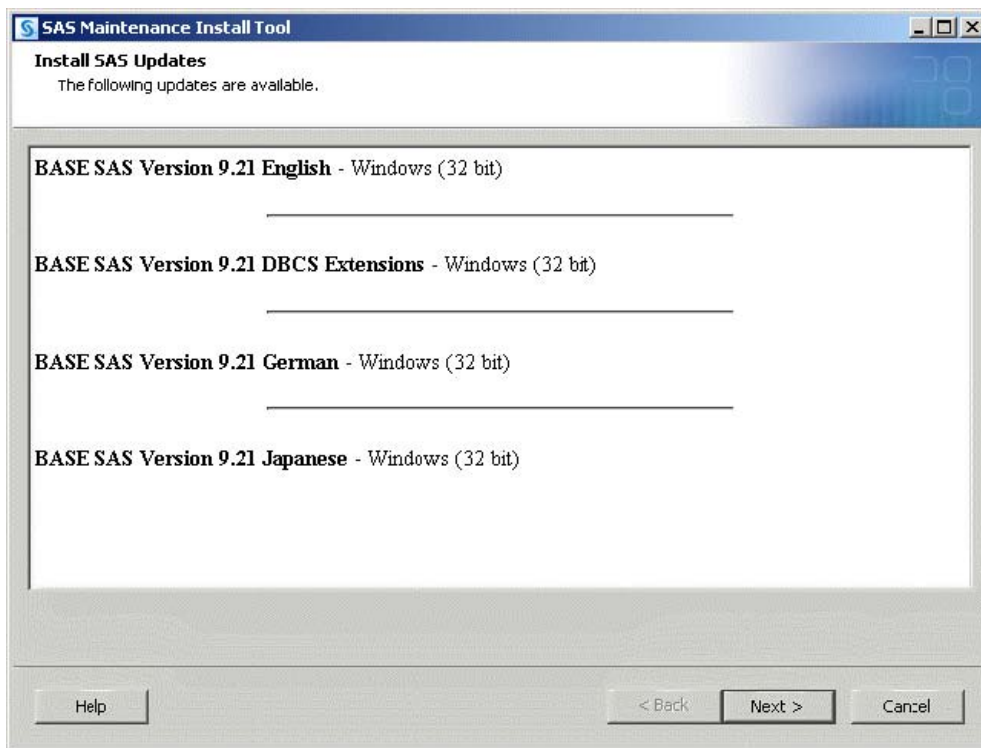 SAS Maintenance Install Tool
Install SAS Updates
The following updates are available.
BASE SAS Version 9.21 English - Windows (32 bit)
BASE SAS Version 9.21 DBCS Extensions - Windows (32 bit)
BASE SAS Version 9.21 German - Windows (32 bit)
BASE SAS Version 9.21 Japanese - Windows (32 bit)
Help
< Back
Next >
Cancel